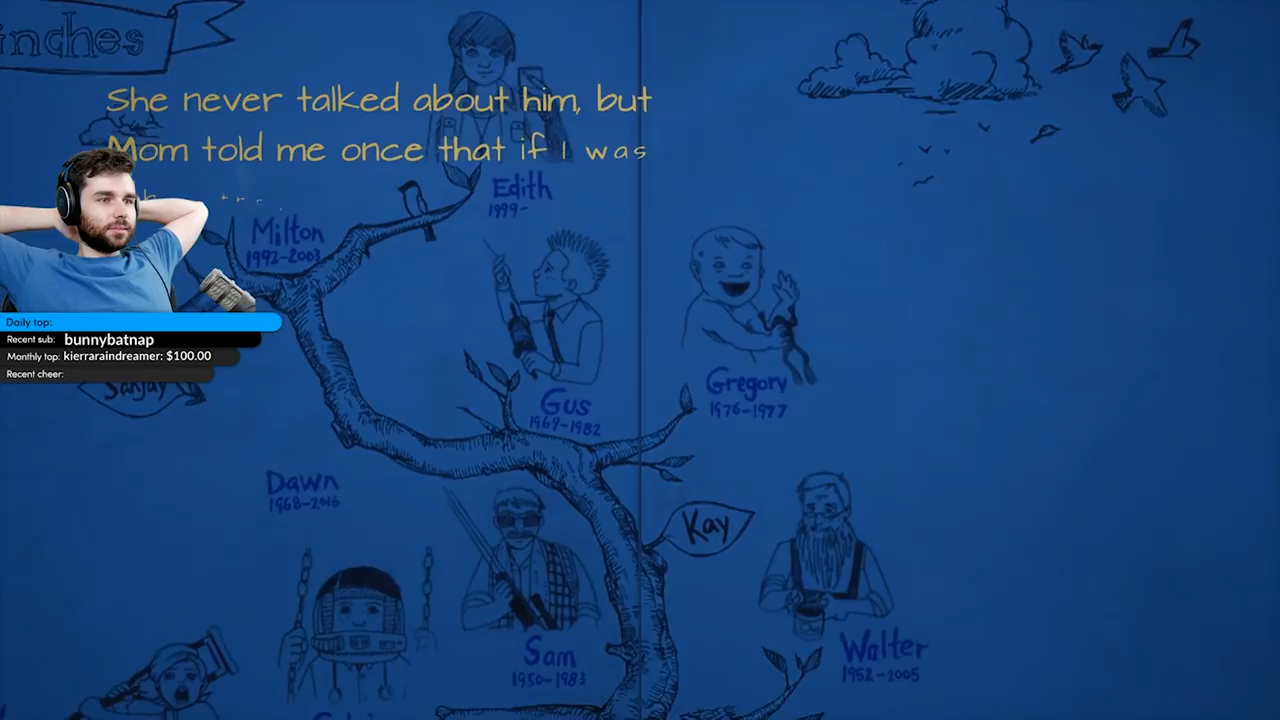 She never talked about him, but
Mom told me once that if I was
Edith
1999-
Milton
1992-2003
Daily top:
Recent sub: bunnybatnap
Monthly top: kierraraindreamer: $100.00
Recent cheer:
Sanjay
Gus
1969-1982
Gregory
1976-1977
Dawn
1968-2016
Kay
Sam
1950-1983
Walter
1952-2005